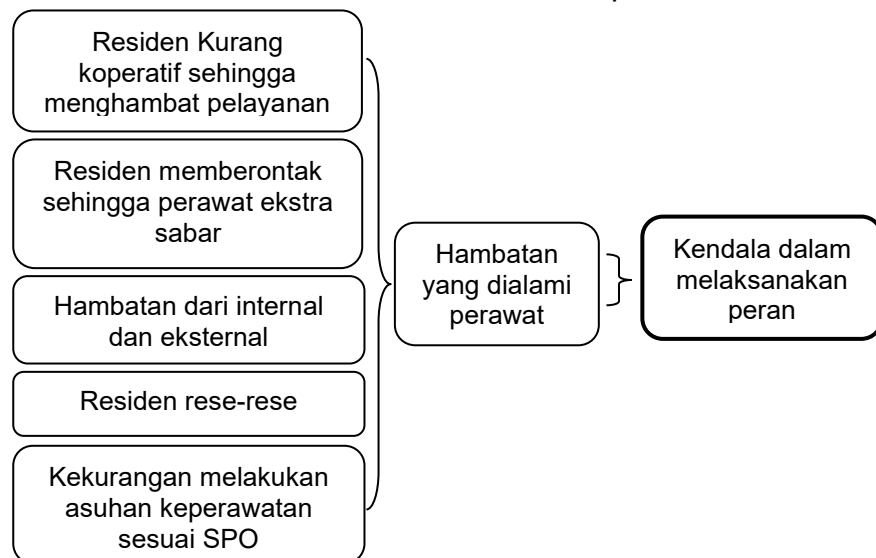 Residen Kurang
koperatif sehingga
menghambat pelayanan
Residen memberontak
sehingga perawat ekstra
sabar
Hambatan dari internal
dan eksternal
Residen rese-rese
Kekurangan melakukan
asuhan keperawatan
sesuai SPO
Hambatan
yang dialami
perawat
Kendala dalam
melaksanakan
peran